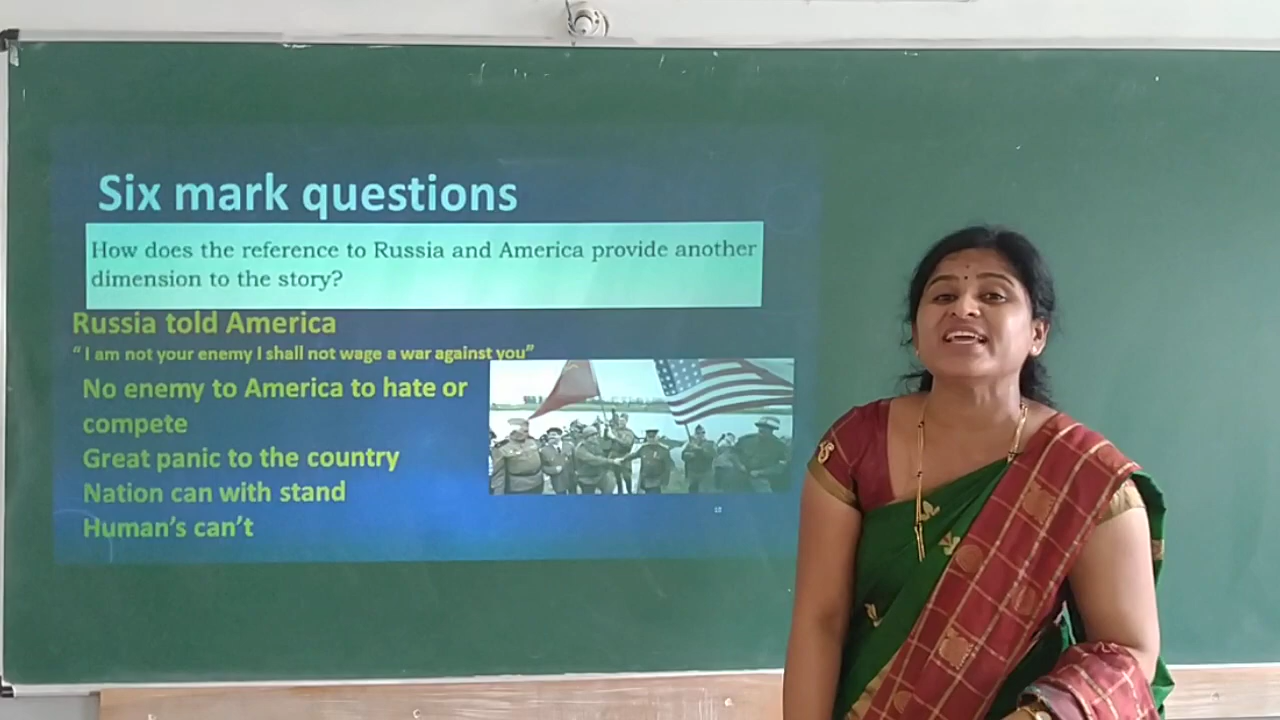 Six mark questions
How does the reference to Russia and America provide another
dimension to the story?
Russia told America
“ I am not your enemy I shall not wage a war against you”
No enemy to America to hate or
compete
Great panic to the country
Nation can with stand
Human’s can’t